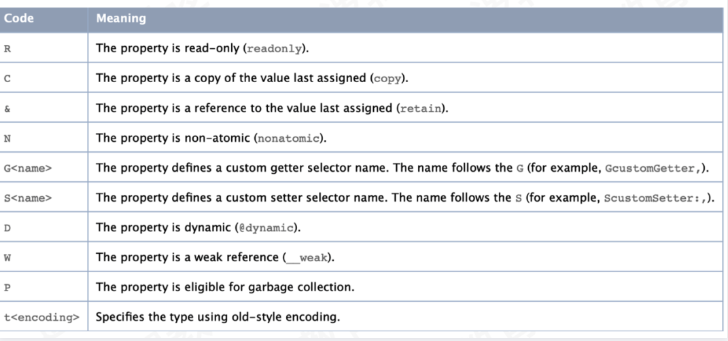 Code Meaning
R The property is read-only (readonly).
C The property is a copy of the value last assigned (copy).
& The property is a reference to the value last assigned (retain).
N The property is non-atomic (nonatomic).
G<name> The property defines a custom getter selector name. The name follows the G (for example, GcustomGetter,).
S<name> The property defines a custom setter selector name. The name follows the S (for example, ScustomSetter:,).
D The property is dynamic (@dynamic).
W The property is a weak reference (__weak).
P The property is eligible for garbage collection.
t<encoding> Specifies the type using old-style encoding.